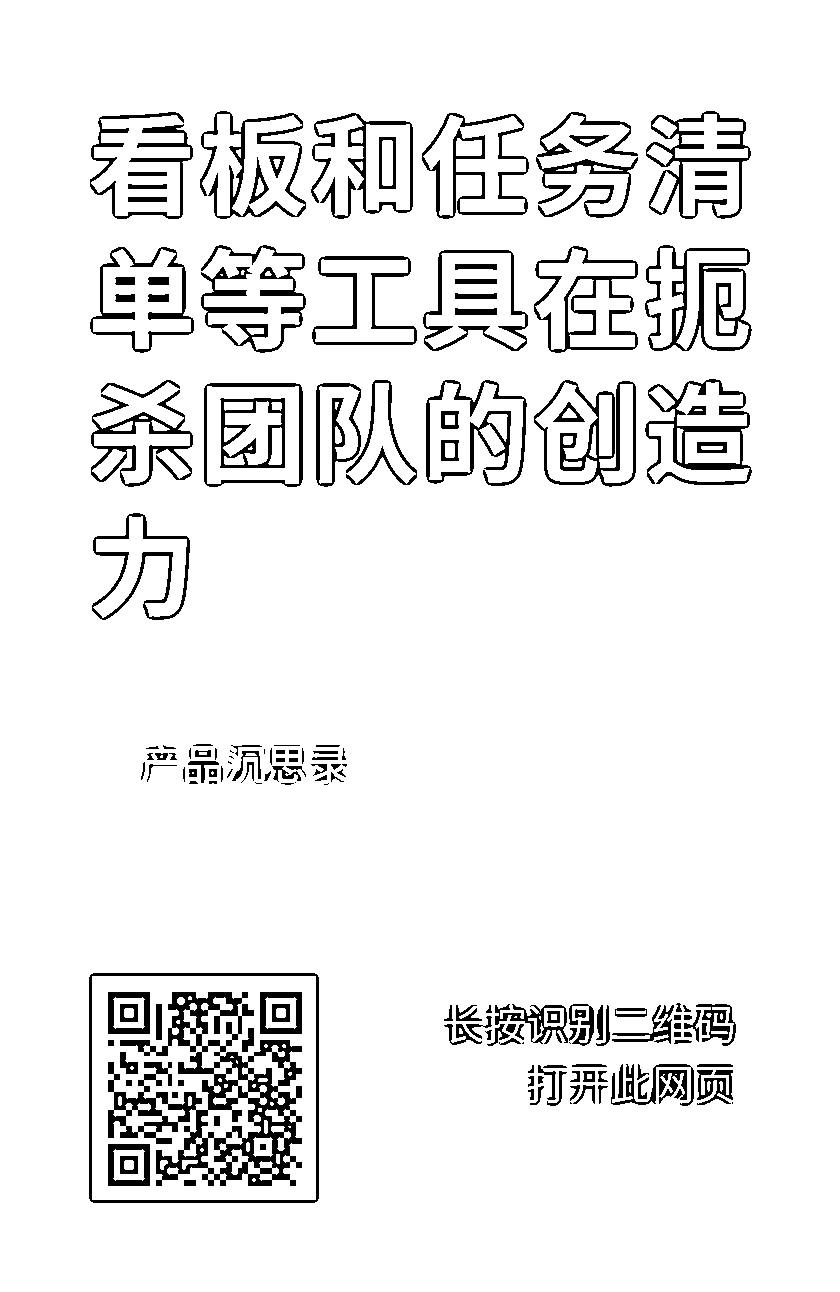 看板和任务清
单等工具在扼
杀团队的创造
力
产品沉思录
长按识别二维码
打开此网页